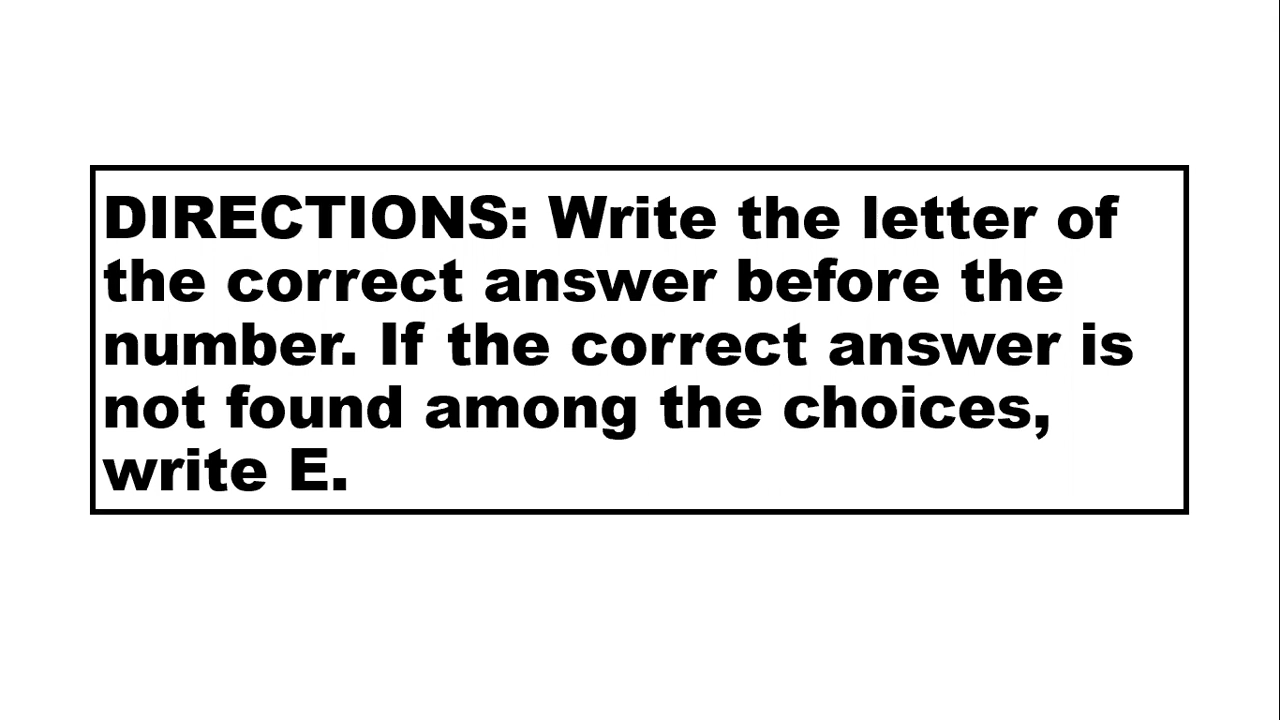 DIRECTIONS: Write the letter of
the correct answer before the
number. If the correct answer is
not found among the choices,
write E.